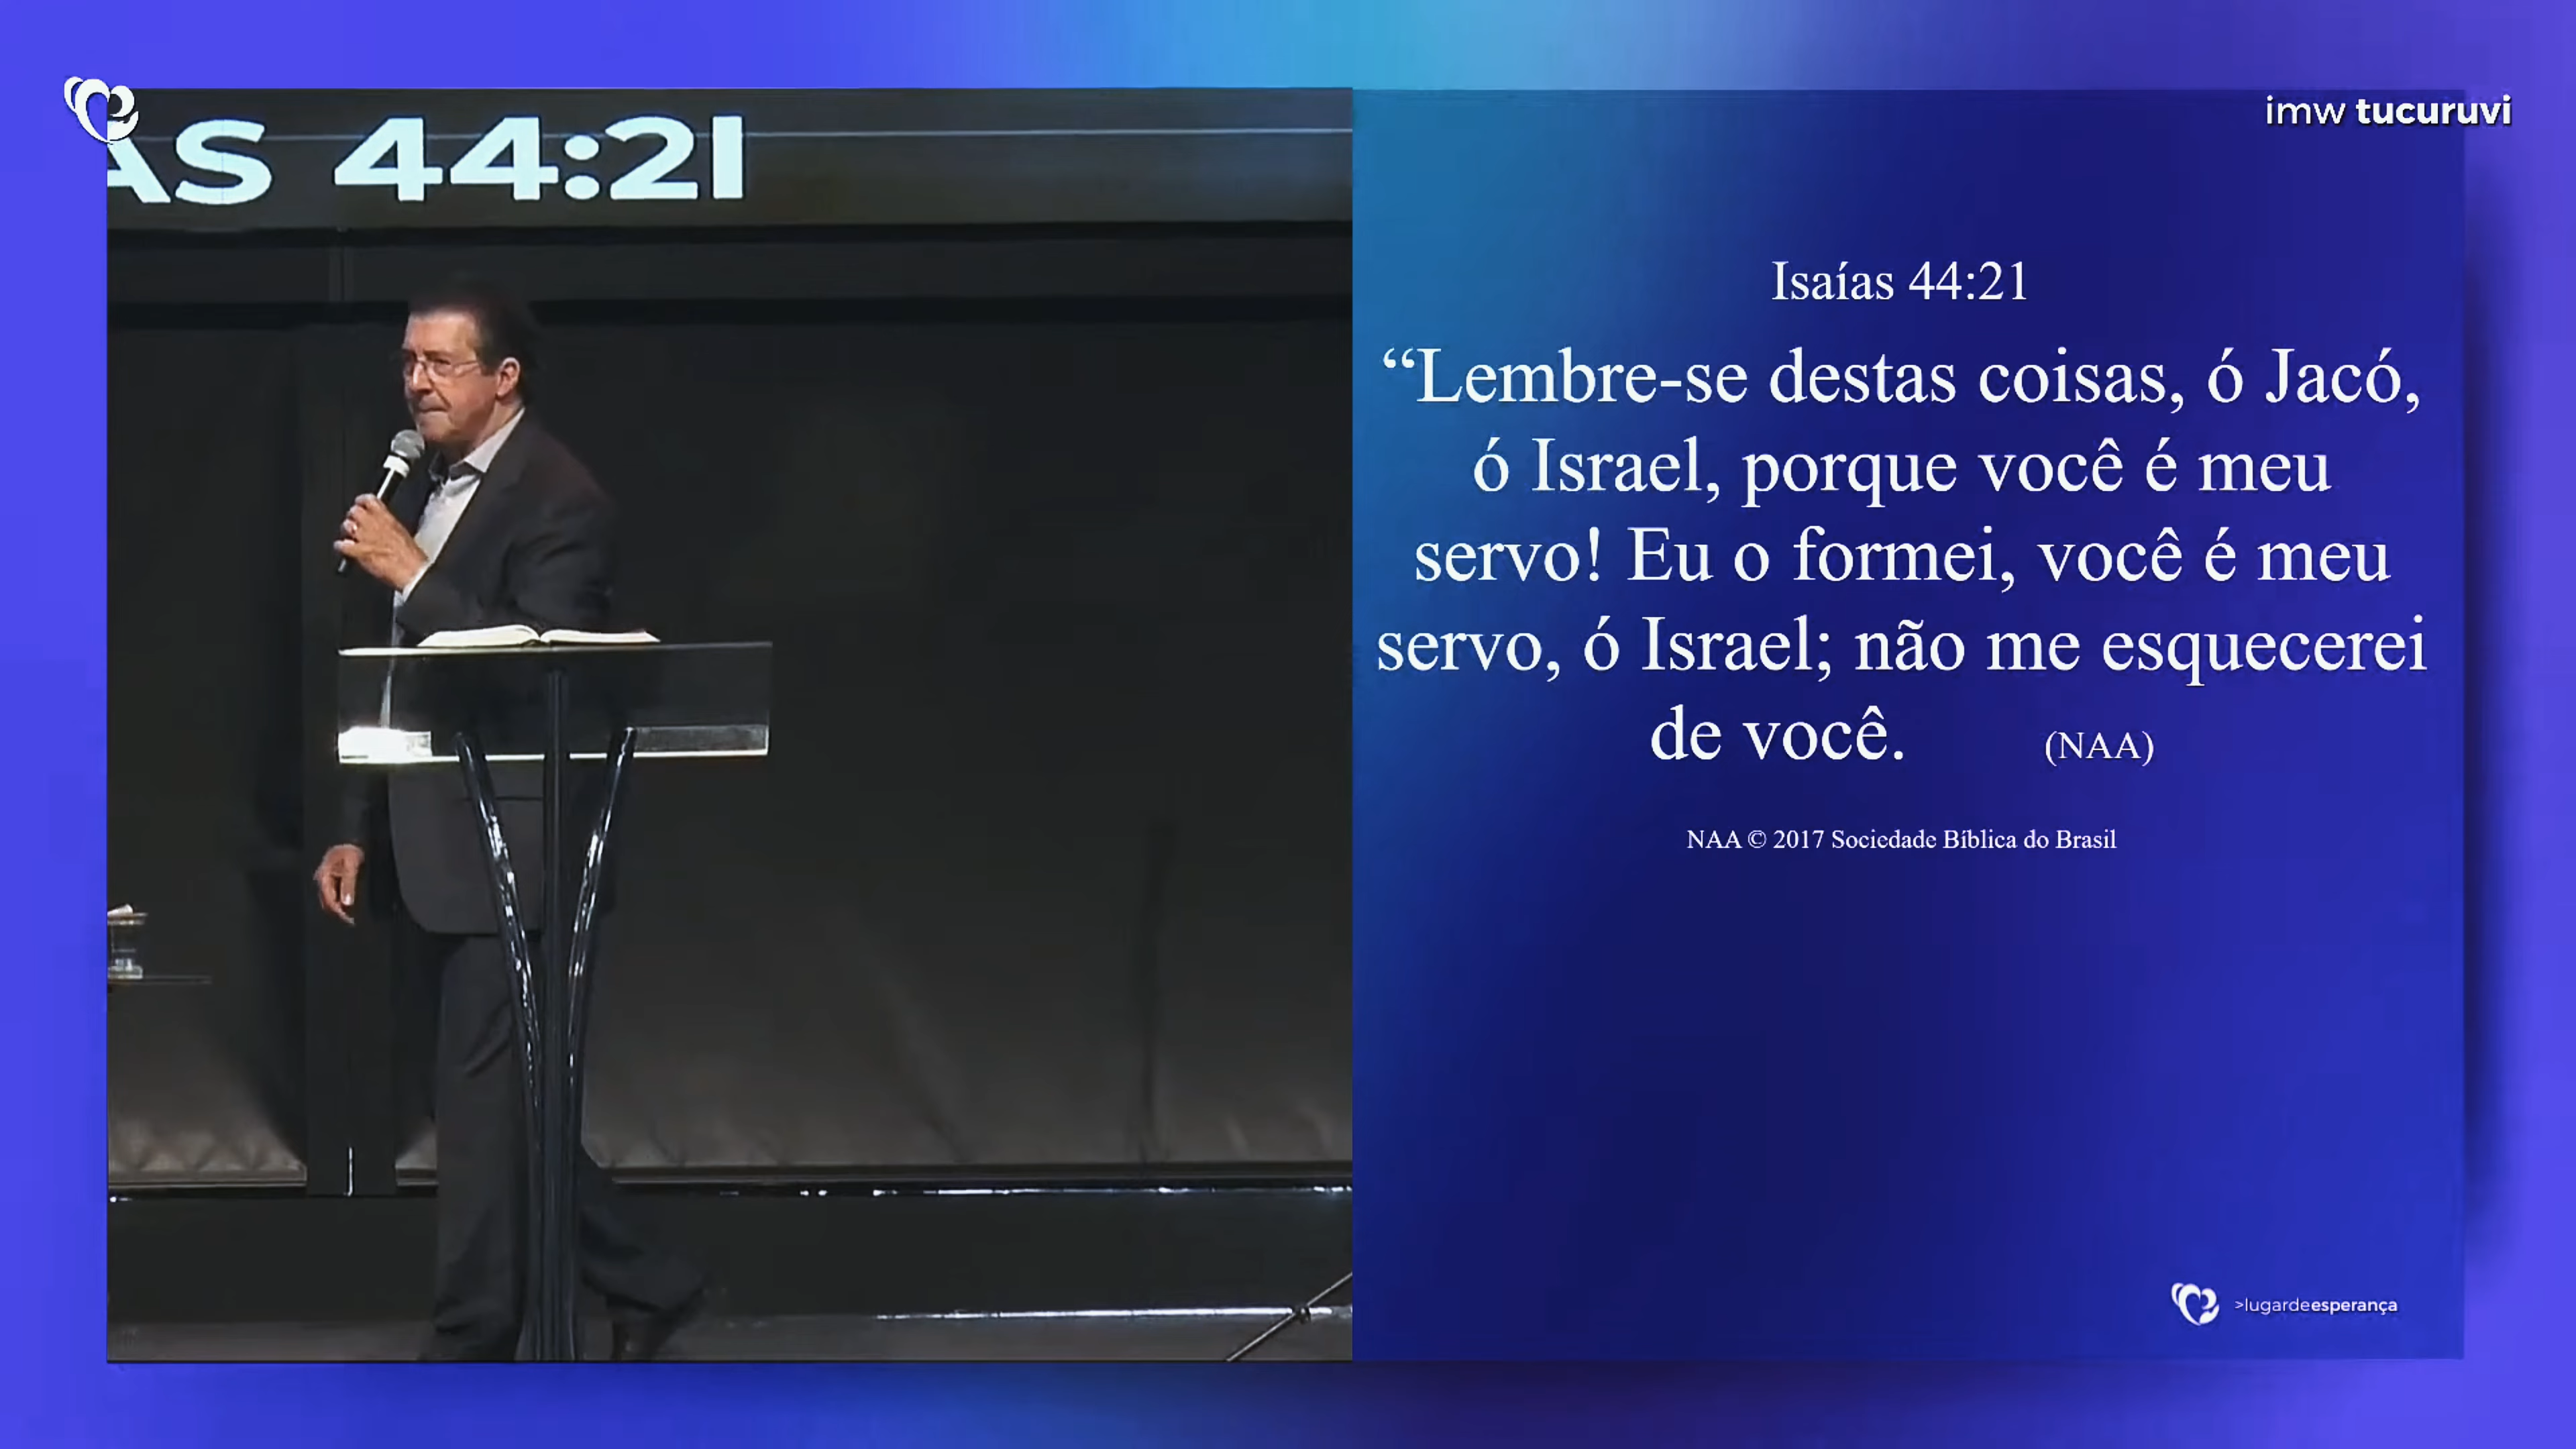 AS 44:21
imw tucuruvi
Isaías 44:21
“Lembre-se destas coisas, ó Jacó,
ó Israel, porque você é meu
servo! Eu o formei, você é meu
servo, ó Israel; não me esquecerei
de você. (NAA)
NAA © 2017 Sociedade Bíblica do Brasil
>lugardeesperança